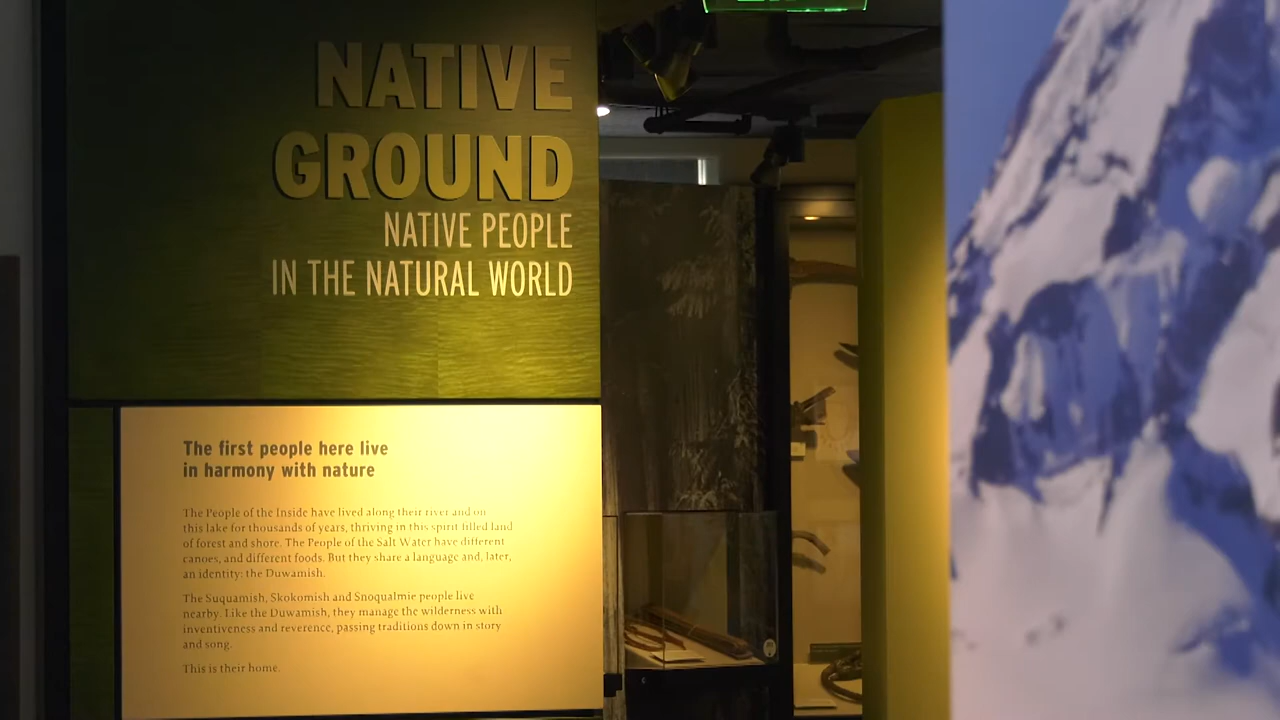 NATIVE
GROUND
NATIVE PEOPLE
IN THE NATURAL WORLD
The first people here live
in harmony with nature
The People of the Inside have lived along their river and on
this lake for thousands of years, thriving in this spirit filled land
of forest and shore. The People of the Salt Water have different
canoes, and different foods. But they share a language and, later,
an identity: the Duwamish.
The Suquamish, Skokomish and Snoqualmie people live
nearby. Like the Duwamish, they manage the wilderness with
inventiveness and reverence, passing traditions down in story
and song.
This is their home.